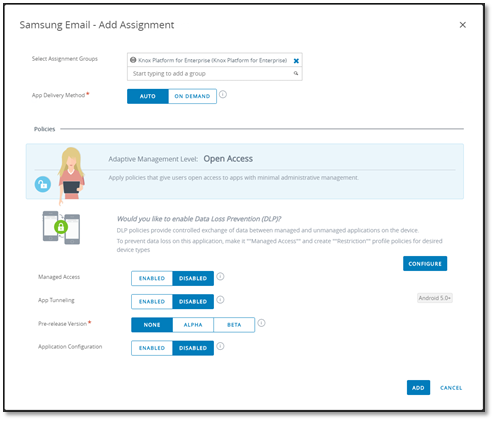 Samsung Email - Add Assignment
Select Assignment Groups
Knox Platform for Enterprise (Knox Platform for Enterprise)
Start typing to add a group
App Delivery Method *
AUTO ON DEMAND
Policies
Adaptive Management Level: Open Access
Apply policies that give users open access to apps with minimal administrative management.
Would you like to enable Data Loss Prevention (DLP)?
DLP policies provide controlled exchange of data between managed and unmanaged applications on the device.
To prevent data loss on this application, make it ""Managed Access"" and create ""Restriction"" profile policies for desired
device types
CONFIGURE
Managed Access ENABLED DISABLED
App Tunneling ENABLED DISABLED Android 5.0+
Pre-release Version * NONE ALPHA BETA
Application Configuration ENABLED DISABLED
ADD CANCEL